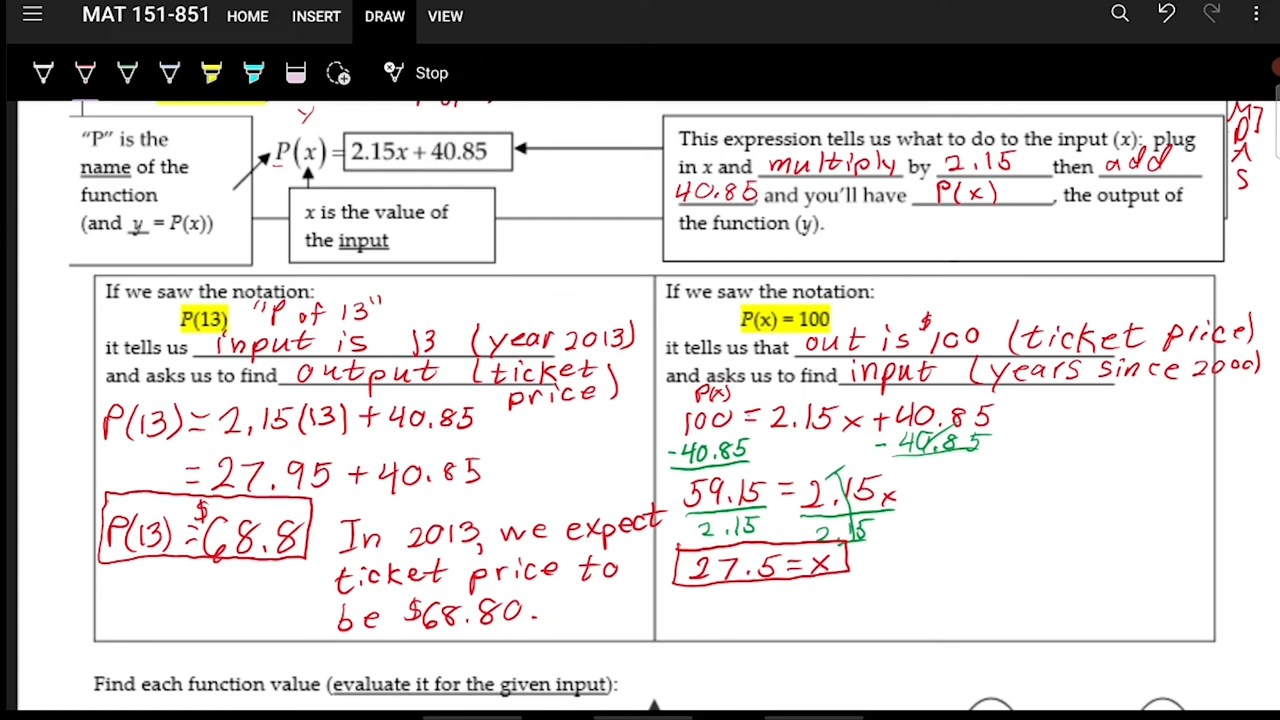 MAT 151-851 HOME INSERT DRAW VIEW
Stop
y
"P" is the
name of the
function
(and y = P(x))
P(x) = 2.15x + 40.85
x is the value of
the input
This expression tells us what to do to the input (x): plug
in x and multiply by 2.15 then add
40.85, and you'll have P(x), the output of
the function (y).
M
D
A
S
If we saw the notation:
P(13) "P of 13"
it tells us input is 13 (year 2013)
and asks us to find output (ticket
price)
P(13) = 2.15(13) + 40.85
= 27.95 + 40.85
P(13) = $68.8
In 2013, we expect
ticket price to
be $68.80.
If we saw the notation:
P(x) = 100
it tells us that out is $100 (ticket price)
and asks us to find input (years since 2000)
P(x)
100 = 2.15x + 40.85
-40.85 - 40.85
59.15 = 2.15x
2.15 2.15
27.5 = x
Find each function value (evaluate it for the given input):